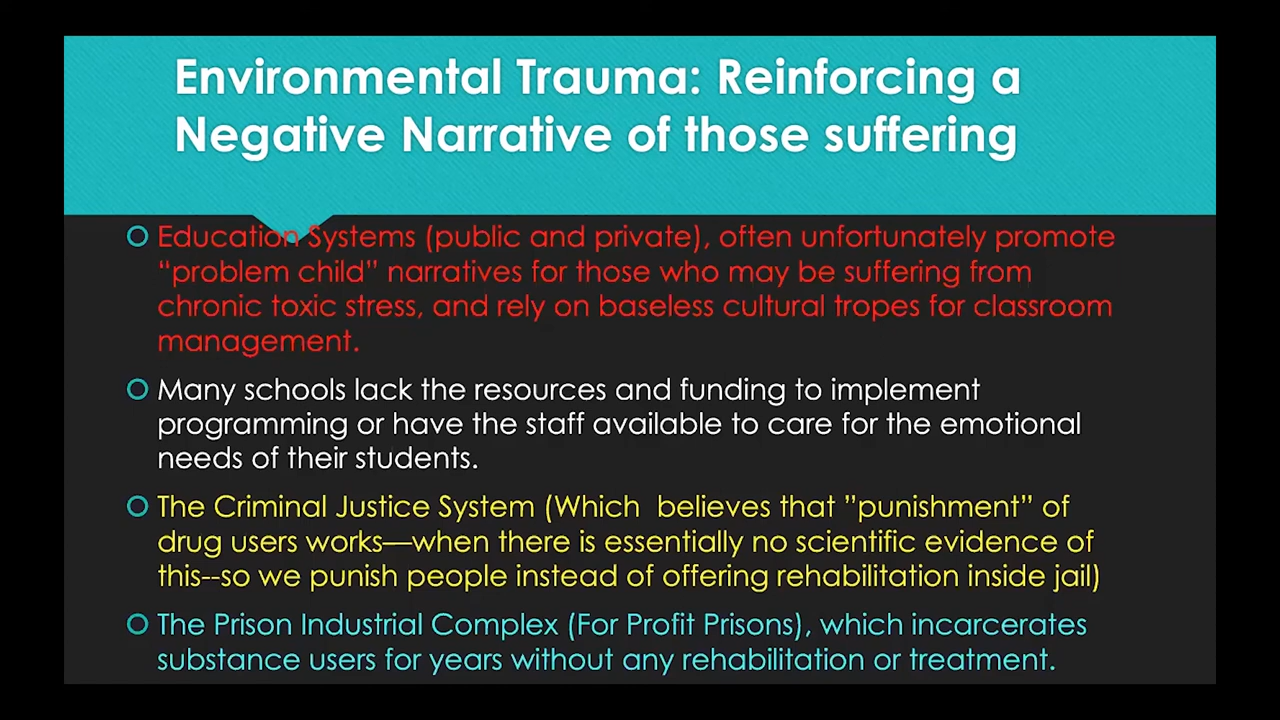 Environmental Trauma: Reinforcing a
Negative Narrative of those suffering
Education Systems (public and private), often unfortunately promote
“problem child” narratives for those who may be suffering from
chronic toxic stress, and rely on baseless cultural tropes for classroom
management.
Many schools lack the resources and funding to implement
programming or have the staff available to care for the emotional
needs of their students.
The Criminal Justice System (Which  believes that ”punishment” of
drug users works—when there is essentially no scientific evidence of
this--so we punish people instead of offering rehabilitation inside jail)
The Prison Industrial Complex (For Profit Prisons), which incarcerates
substance users for years without any rehabilitation or treatment.